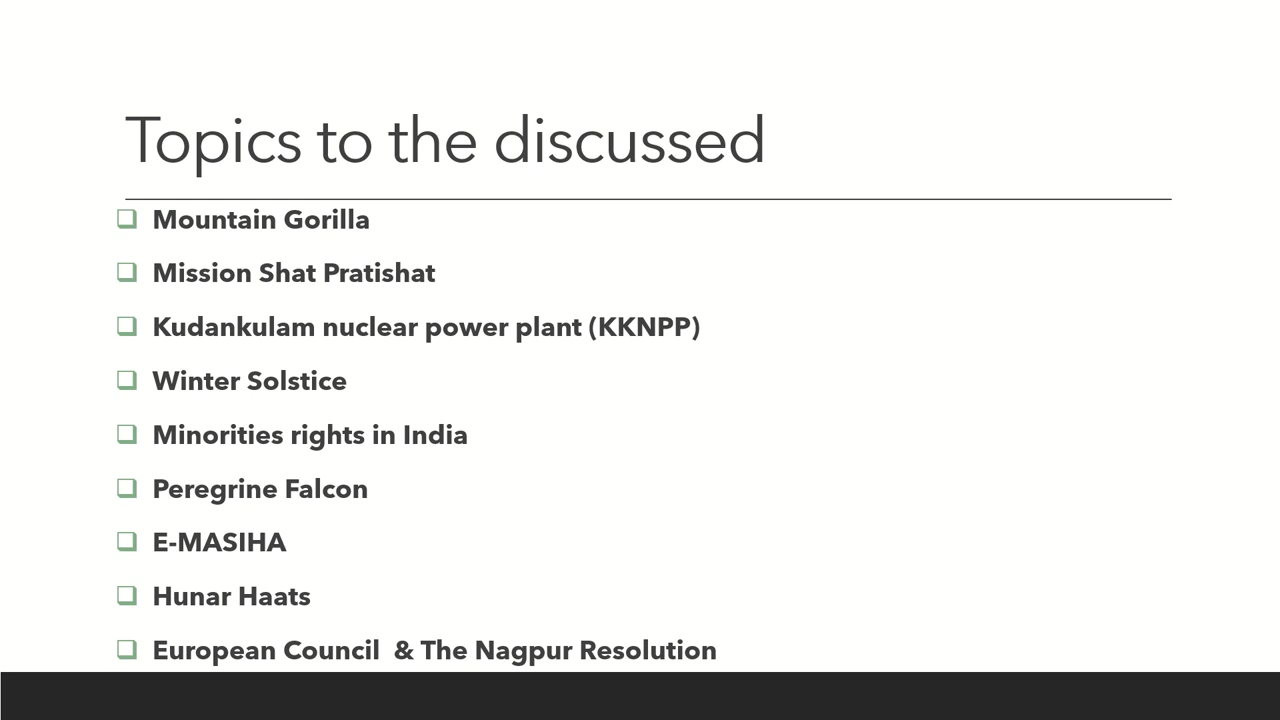 Topics to the discussed
Mountain Gorilla
Mission Shat Pratishat
Kudankulam nuclear power plant (KKNPP)
Winter Solstice
Minorities rights in India
Peregrine Falcon
E-MASIHA
Hunar Haats
European Council & The Nagpur Resolution